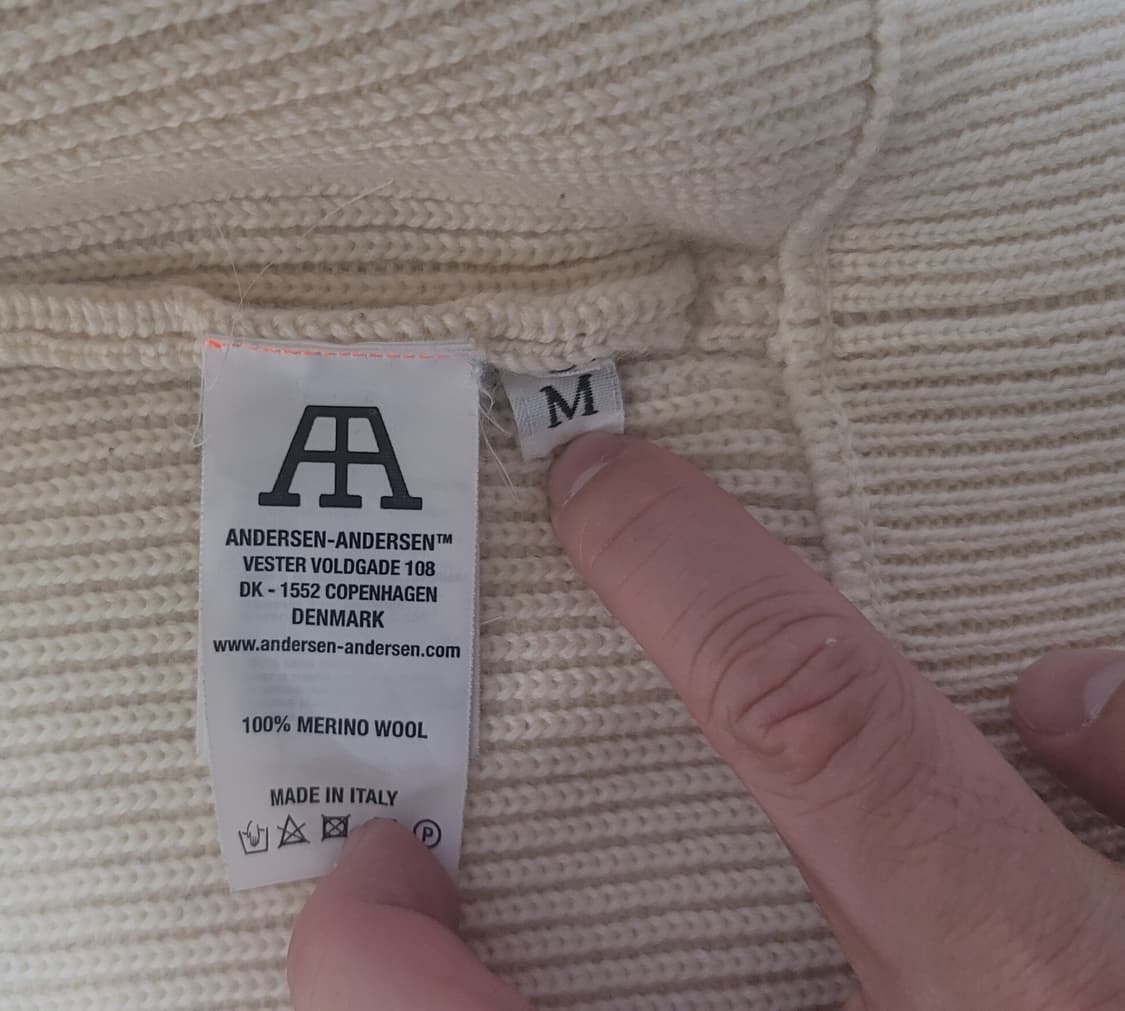 M
ANDERSEN-ANDERSEN™
VESTER VOLDGADE 108
DK - 1552 COPENHAGEN
DENMARK
www.andersen-andersen.com
100% MERINO WOOL
MADE IN ITALY
P